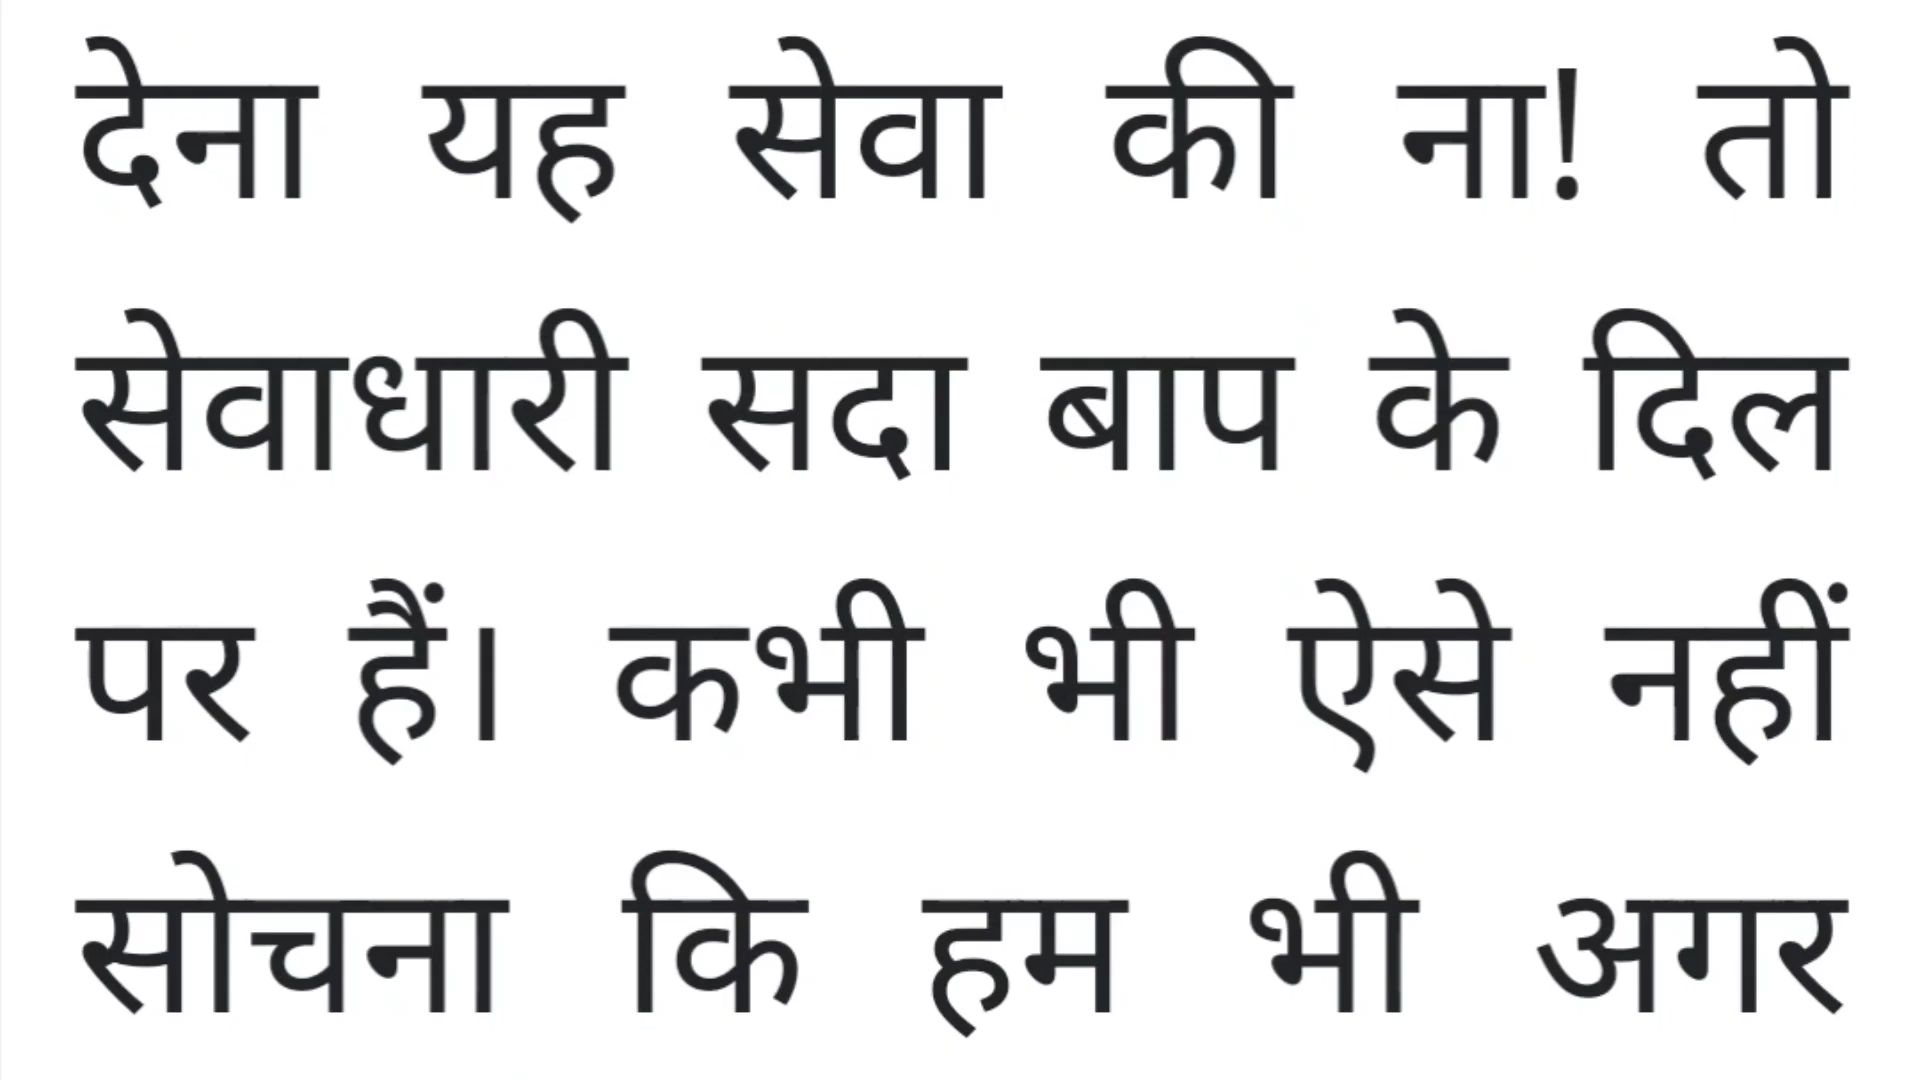 देना यह सेवा की ना! तो
सेवाधारी सदा बाप के दिल
पर हैं। कभी भी ऐसे नहीं
सोचना कि हम भी अगर